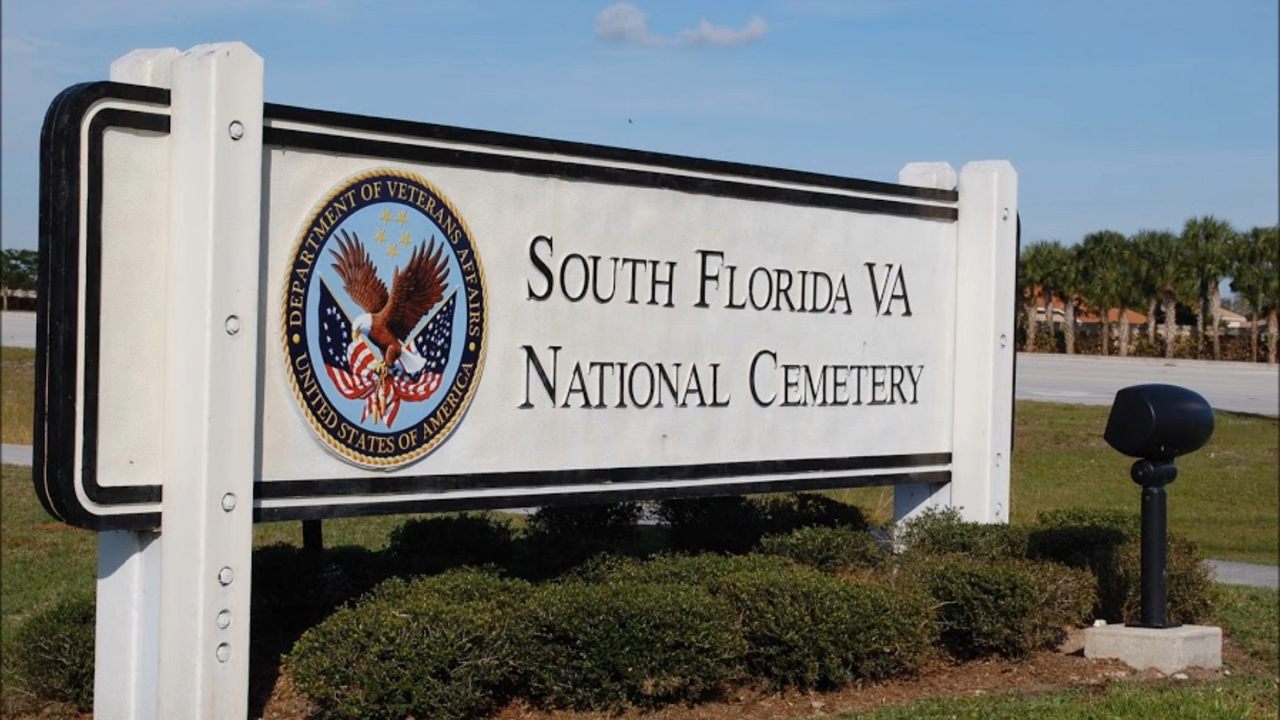 DEPARTMENT OF VETERANS AFFAIRS
UNITED STATES OF AMERICA
SOUTH FLORIDA VA
NATIONAL CEMETERY